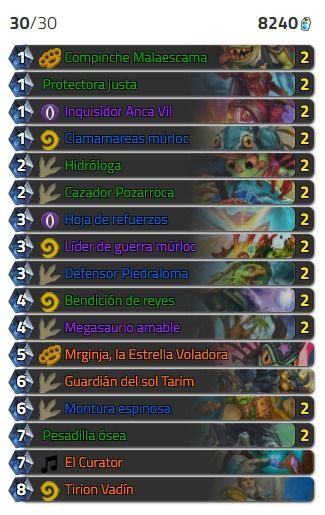 30/30 8240
1 Compinche Malaescama 2
1 Protectora justa 2
1 Inquisidor Anca Vil 2
1 Clamamareas múrloc 2
2 Hidróloga 2
2 Cazador Pozarroca 2
3 Hoja de refuerzos 2
3 Líder de guerra múrloc 2
3 Defensor Piedraloma 2
4 Bendición de reyes 2
4 Megasaurio amable 2
5 Mrginja, la Estrella Voladora
6 Guardián del sol Tarim
6 Montura espinosa 2
7 Pesadilla ósea 2
7 El Curator
8 Tirion Vadín